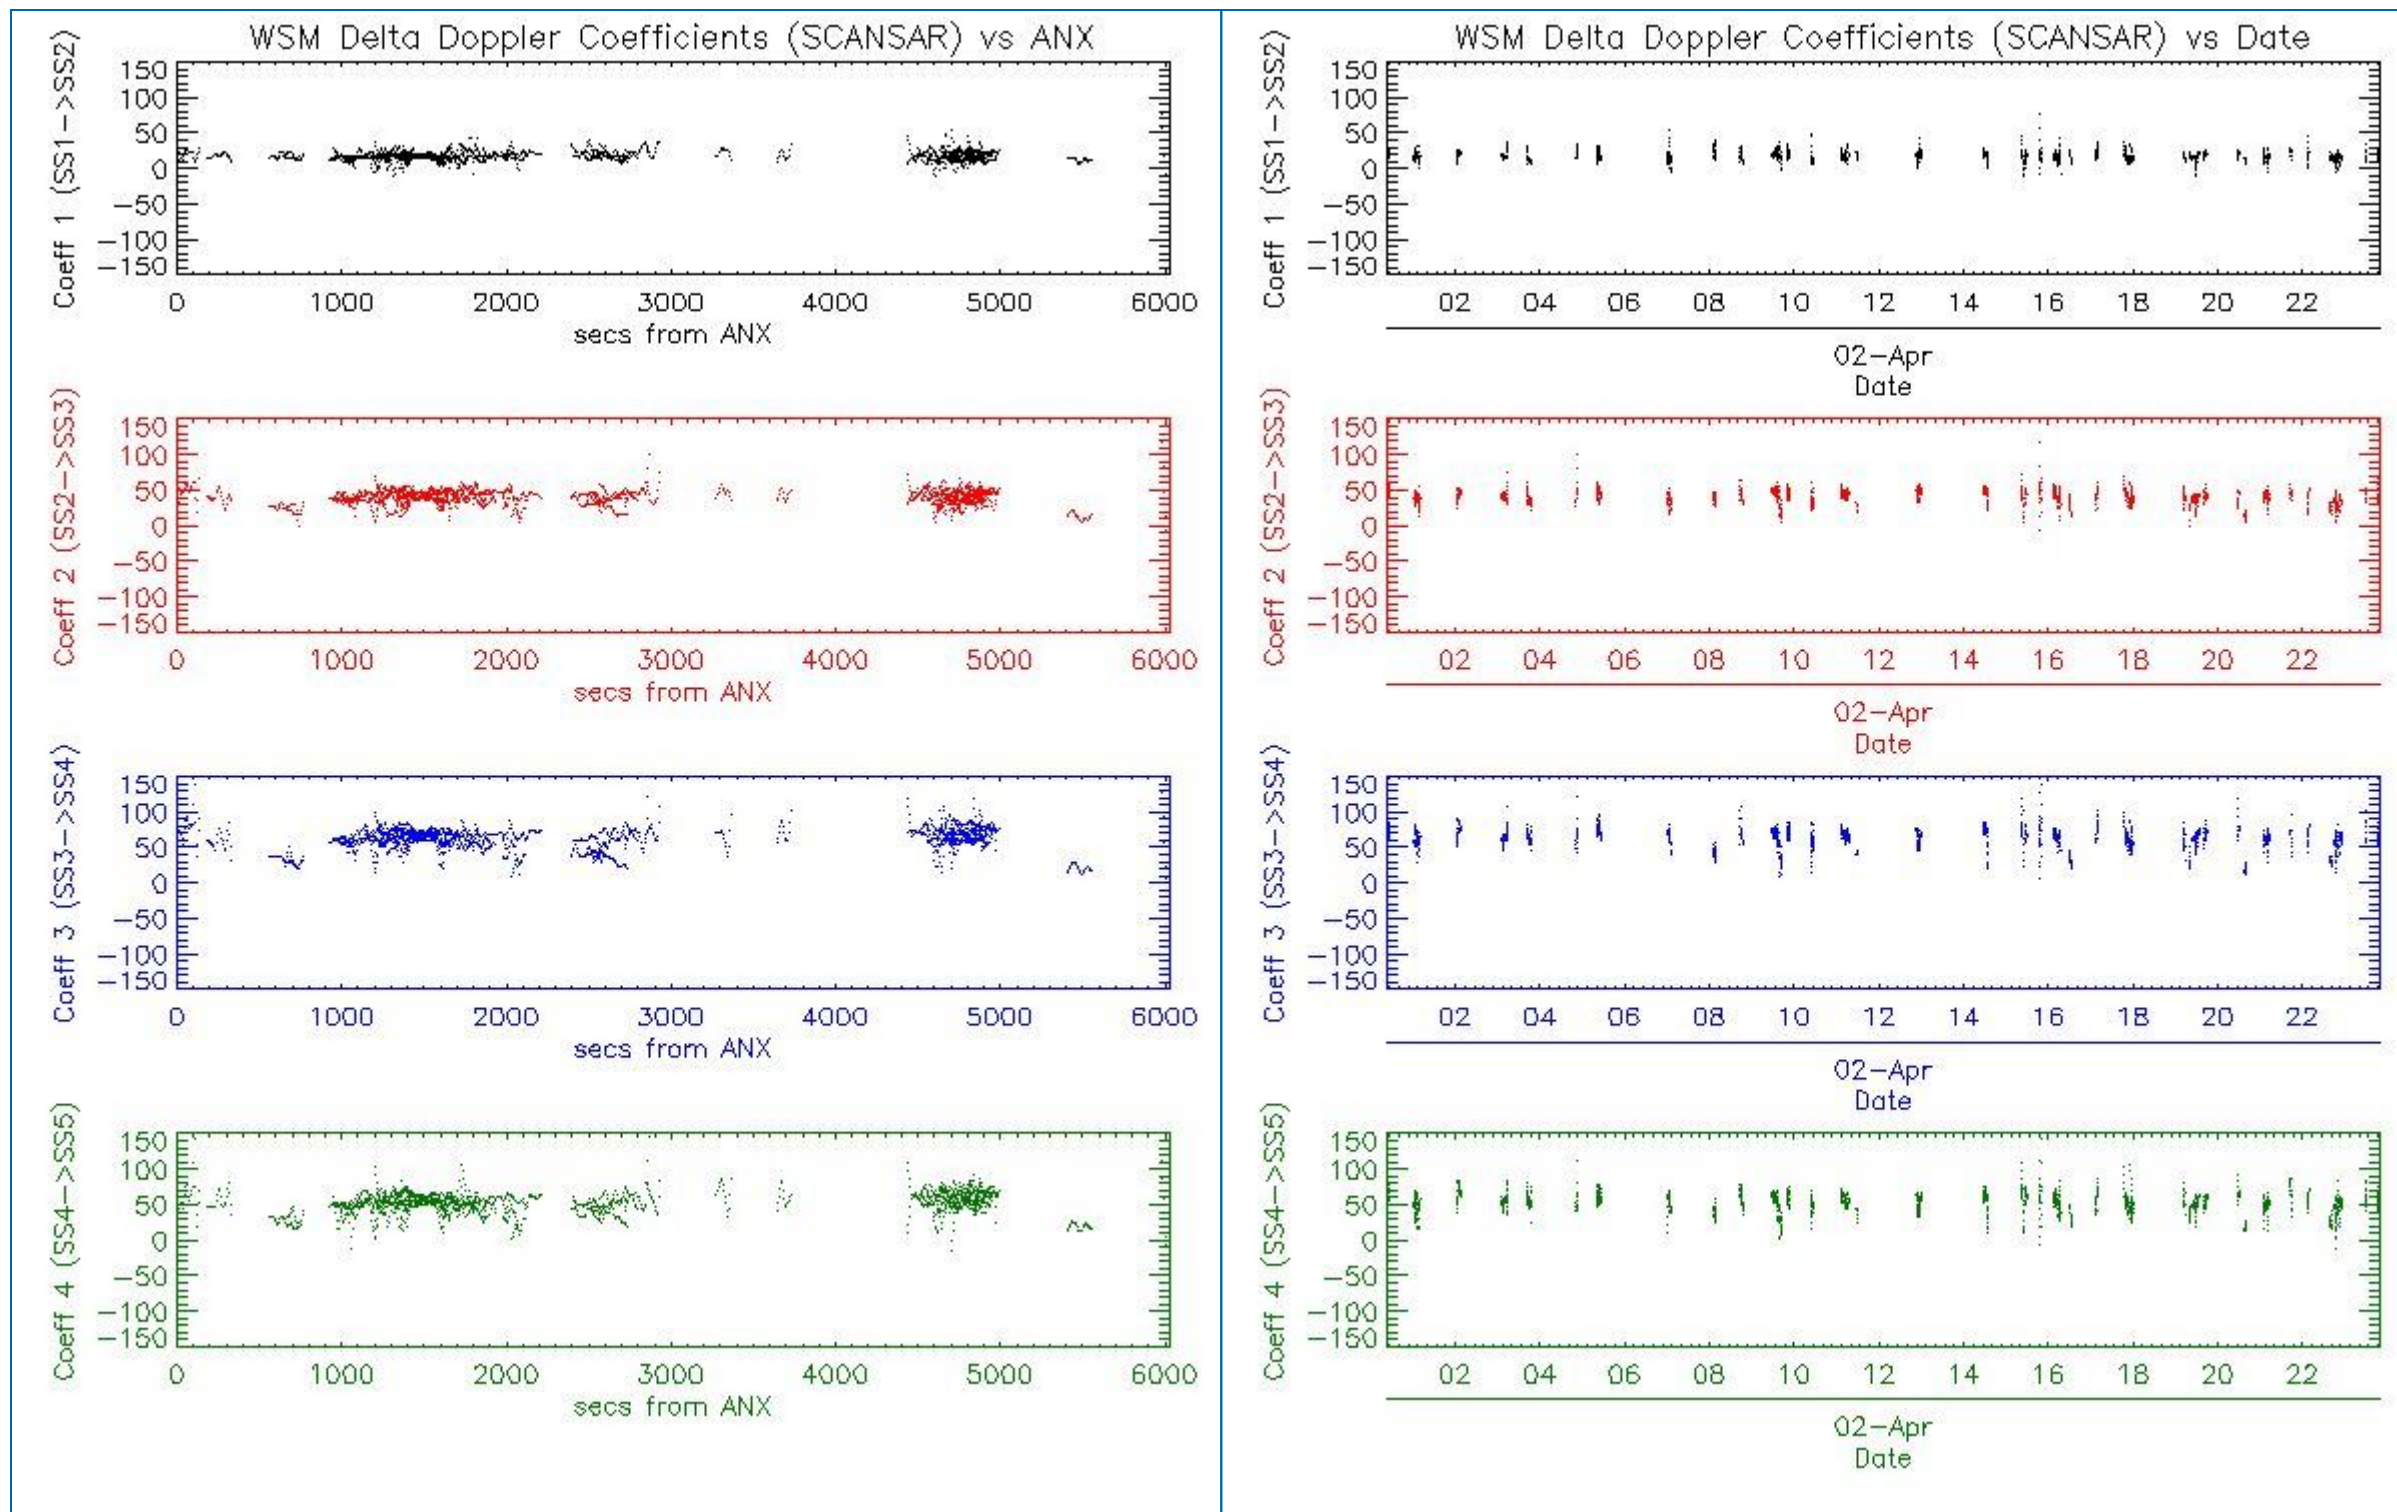 WSM Delta Doppler Coefficients (SCANSAR) vs ANX
Coeff 1 (SS1->SS2)
150
100
50
0
-50
-100
-150
0 1000 2000 3000 4000 5000 6000
secs from ANX
Coeff 2 (SS2->SS3)
150
100
50
0
-50
-100
-150
0 1000 2000 3000 4000 5000 6000
secs from ANX
Coeff 3 (SS3->SS4)
150
100
50
0
-50
-100
-150
0 1000 2000 3000 4000 5000 6000
secs from ANX
Coeff 4 (SS4->SS5)
150
100
50
0
-50
-100
-150
0 1000 2000 3000 4000 5000 6000
secs from ANX
WSM Delta Doppler Coefficients (SCANSAR) vs Date
Coeff 1 (SS1->SS2)
150
100
50
0
-50
-100
-150
02 04 06 08 10 12 14 16 18 20 22
02-Apr
Date
Coeff 2 (SS2->SS3)
150
100
50
0
-50
-100
-150
02 04 06 08 10 12 14 16 18 20 22
02-Apr
Date
Coeff 3 (SS3->SS4)
150
100
50
0
-50
-100
-150
02 04 06 08 10 12 14 16 18 20 22
02-Apr
Date
Coeff 4 (SS4->SS5)
150
100
50
0
-50
-100
-150
02 04 06 08 10 12 14 16 18 20 22
02-Apr
Date